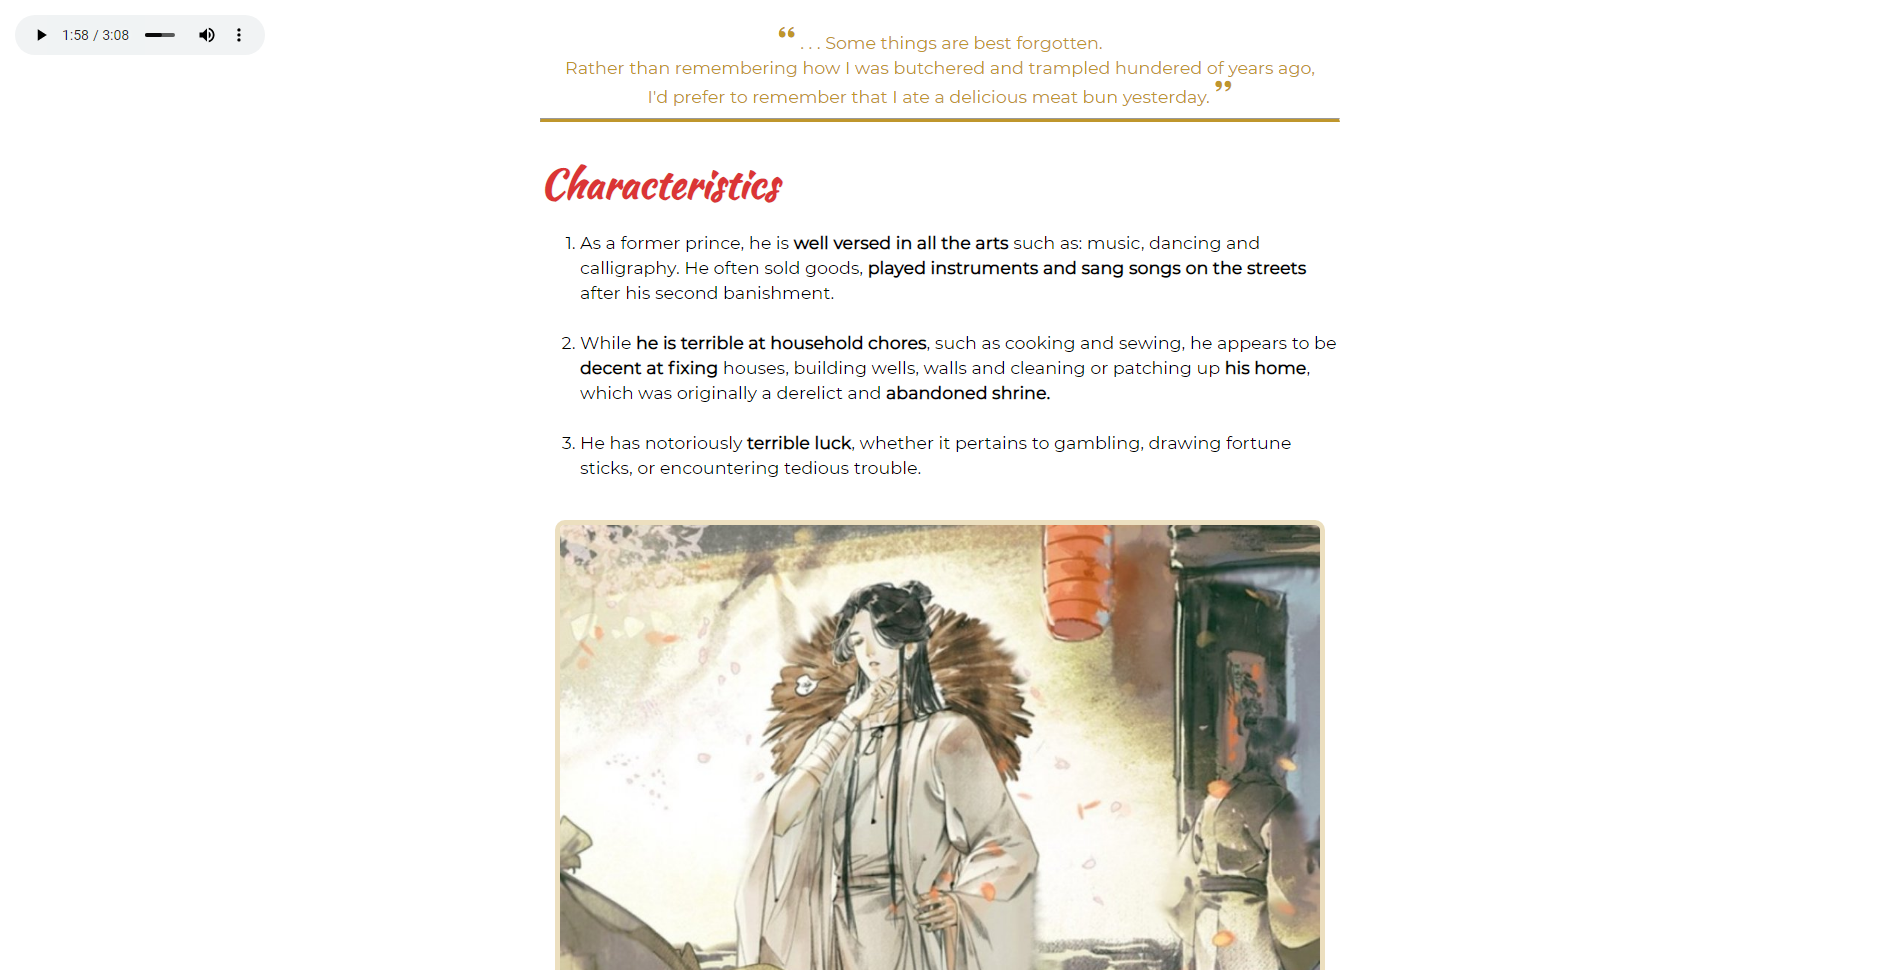 1:58 / 3:08
“ . . . Some things are best forgotten.
Rather than remembering how I was butchered and trampled hundered of years ago,
I'd prefer to remember that I ate a delicious meat bun yesterday. ”
Characteristics
1. As a former prince, he is well versed in all the arts such as: music, dancing and
calligraphy. He often sold goods, played instruments and sang songs on the streets
after his second banishment.
2. While he is terrible at household chores, such as cooking and sewing, he appears to be
decent at fixing houses, building wells, walls and cleaning or patching up his home,
which was originally a derelict and abandoned shrine.
3. He has notoriously terrible luck, whether it pertains to gambling, drawing fortune
sticks, or encountering tedious trouble.